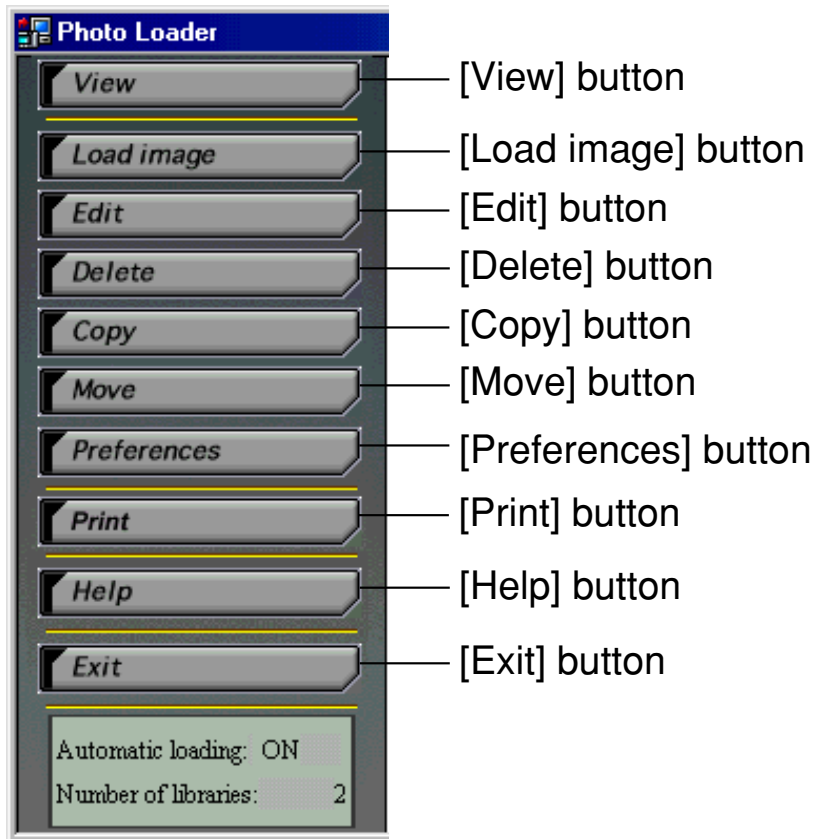 Photo Loader
View [View] button
Load image [Load image] button
Edit [Edit] button
Delete [Delete] button
Copy [Copy] button
Move [Move] button
Preferences [Preferences] button
Print [Print] button
Help [Help] button
Exit [Exit] button
Automatic loading: ON
Number of libraries: 2